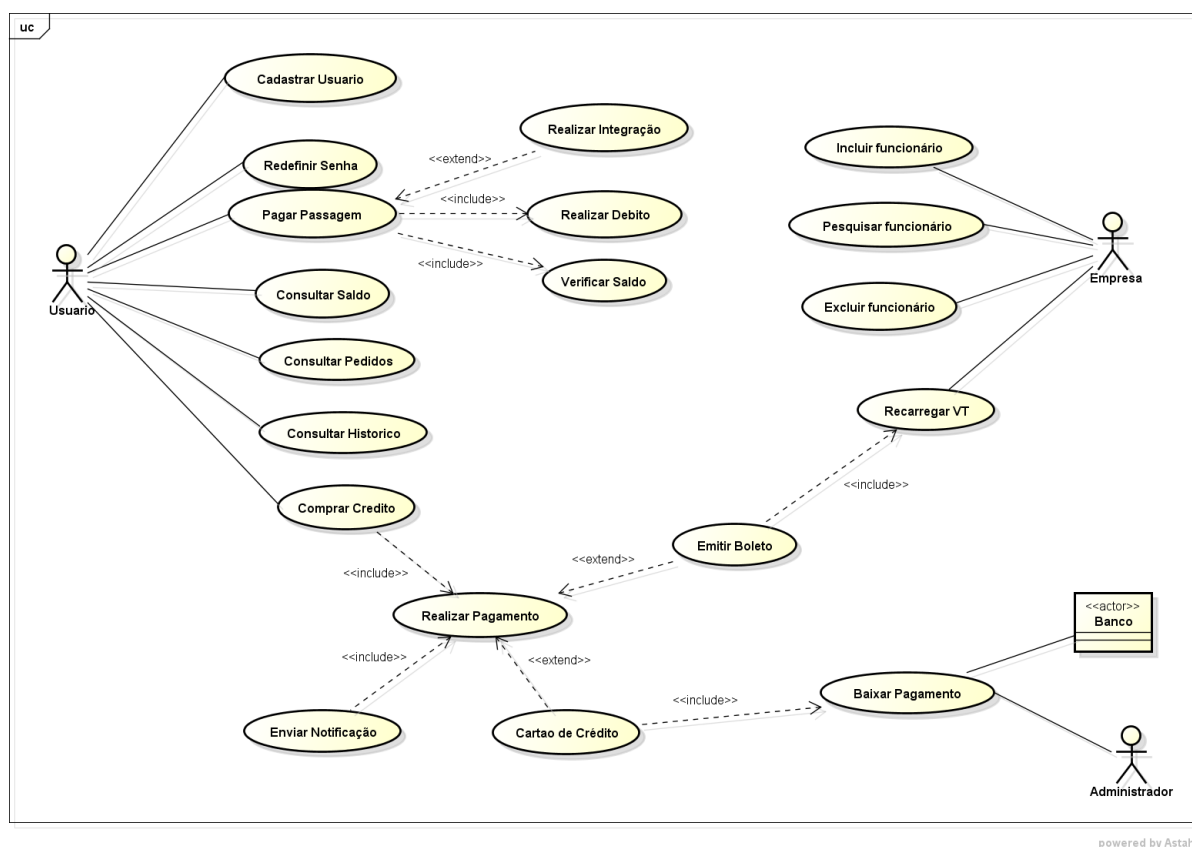 uc
Cadastrar Usuario
Realizar Integração
Incluir funcionário
<<extend>>
Redefinir Senha
<<include>>
Pagar Passagem
Realizar Debito
Pesquisar funcionário
<<include>>
Verificar Saldo
Empresa
Usuario
Consultar Saldo
Excluir funcionário
Consultar Pedidos
Recarregar VT
Consultar Historico
<<include>>
Comprar Credito
Emitir Boleto
<<extend>>
<<include>>
Realizar Pagamento
<<actor>>
Banco
<<include>>
<<extend>>
Baixar Pagamento
<<include>>
Enviar Notificação
Cartao de Crédito
Administrador
powered by Astah